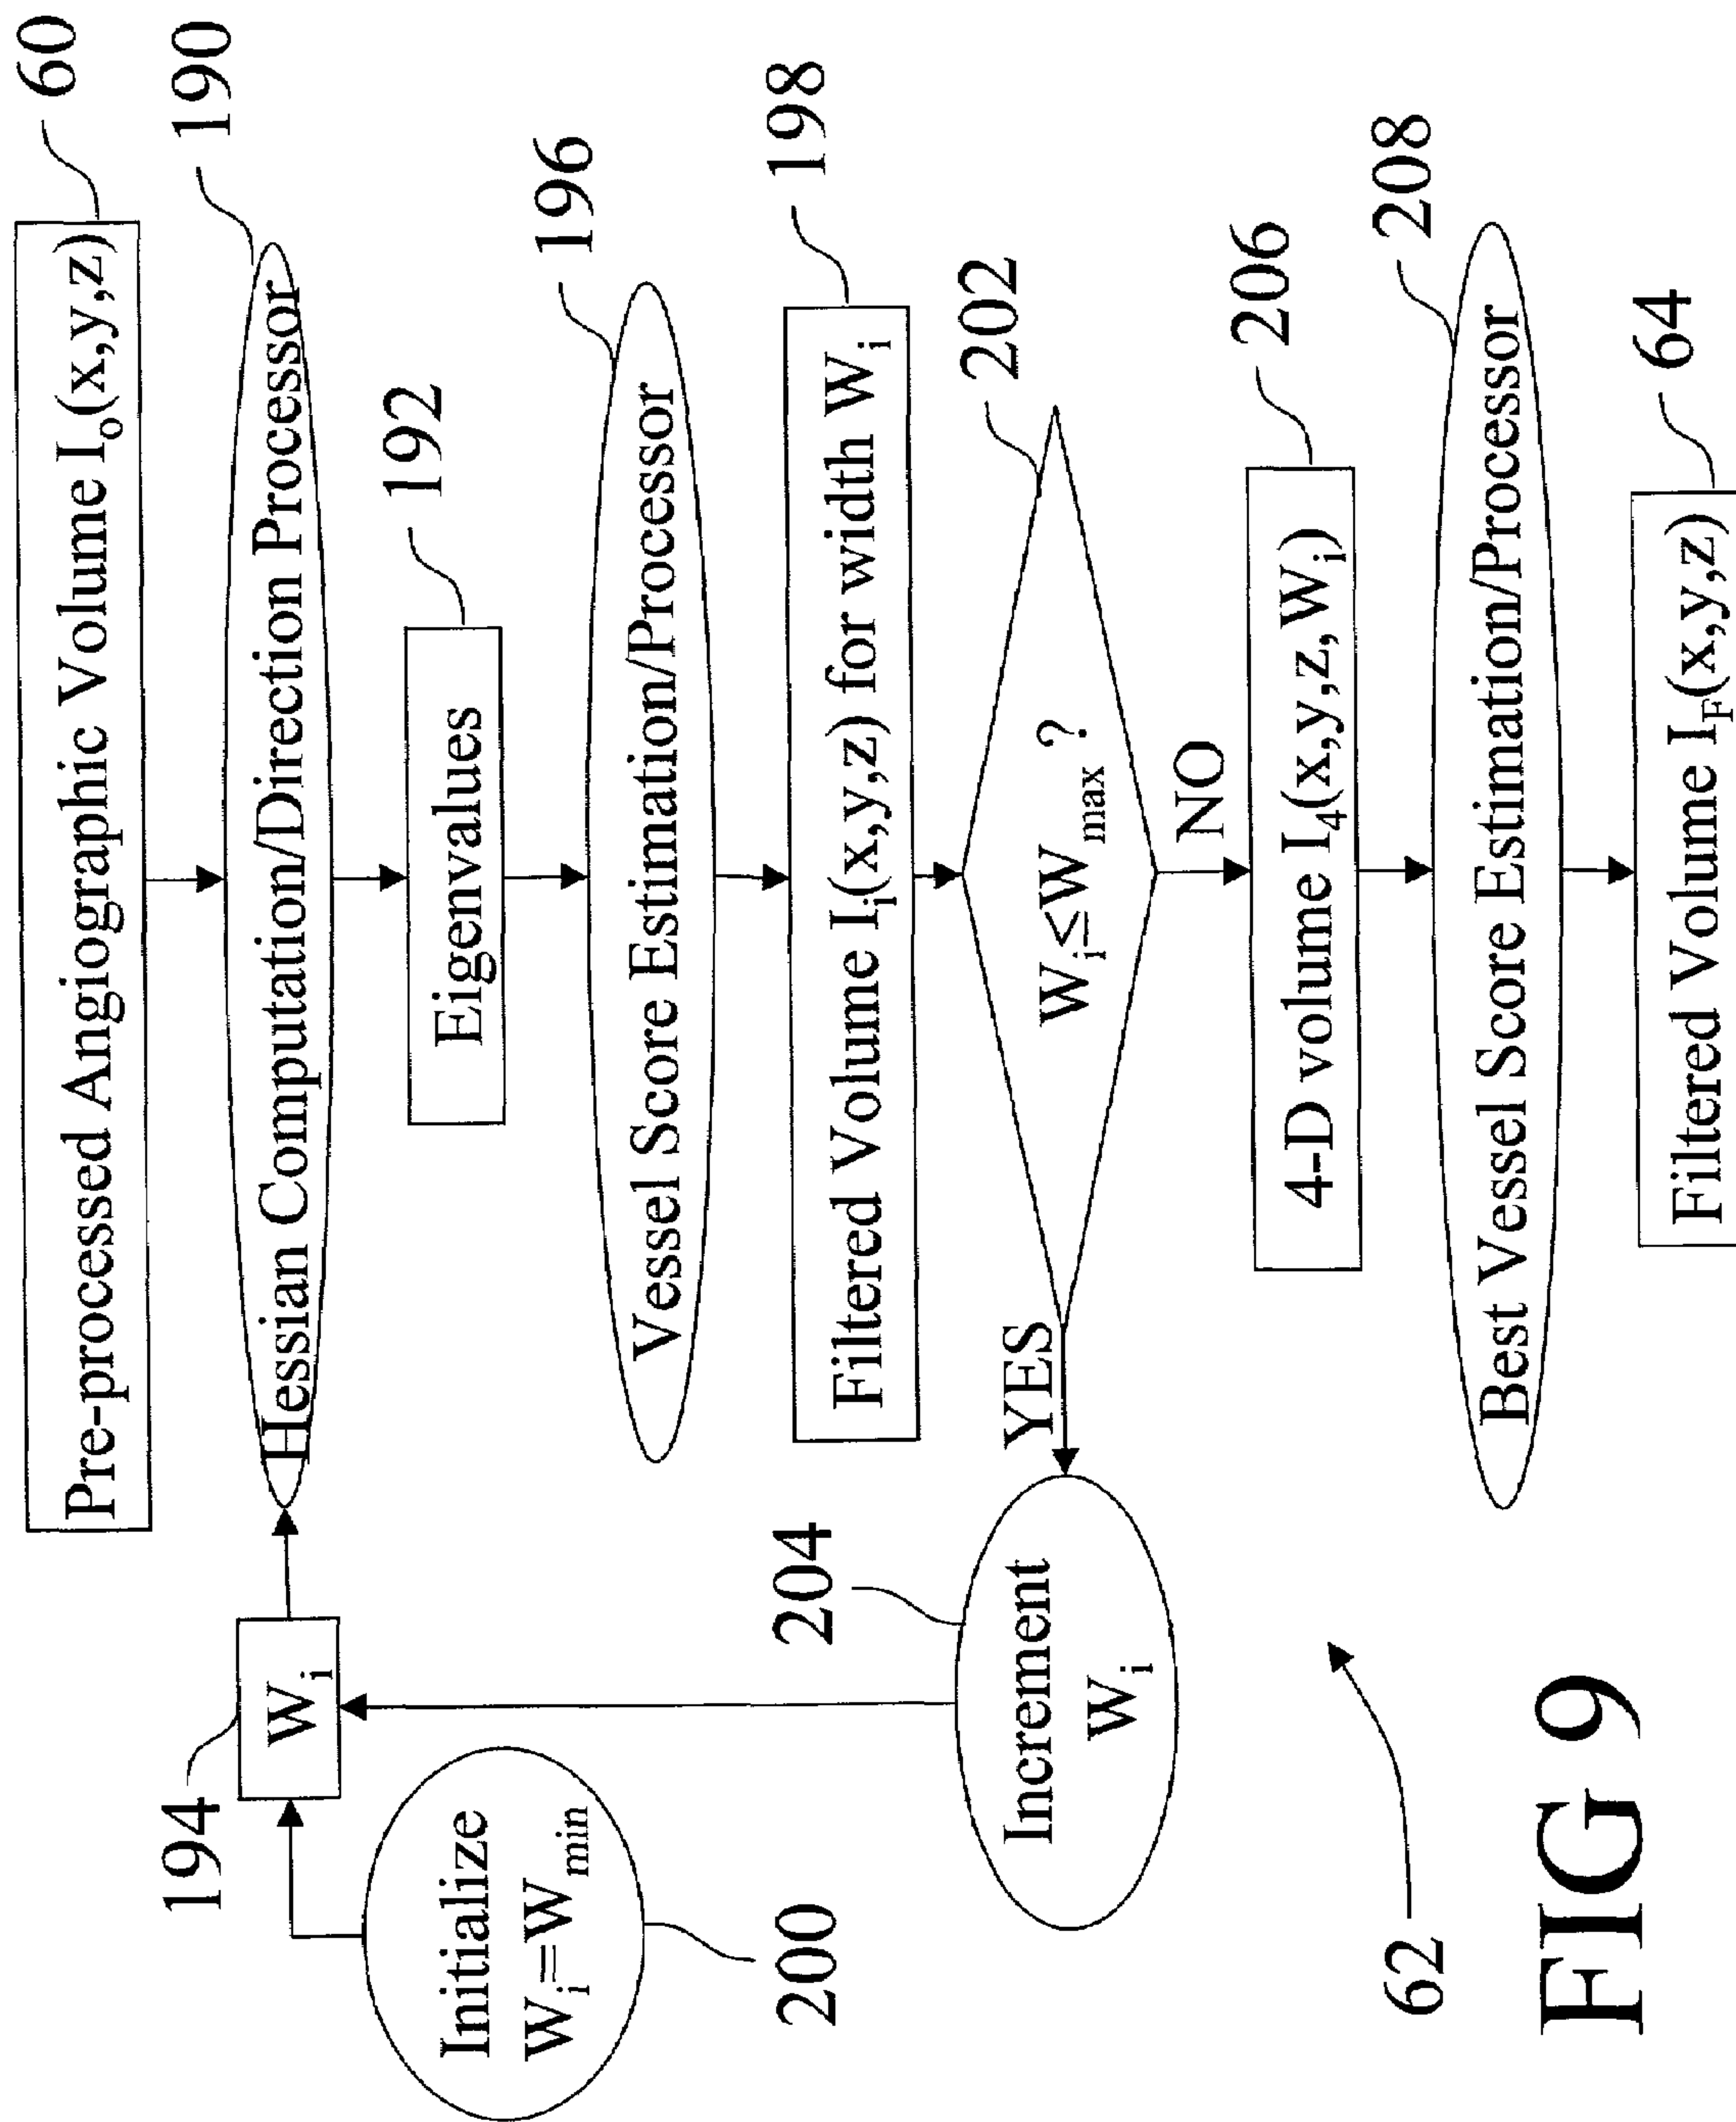 Pre-processed Angiographic Volume Io(x,y,z)
60
194
Wi
Hessian Computation/Direction Processor
190
Initialize
Wi=Wmin
200
Eigenvalues
192
Vessel Score Estimation/Processor
196
Filtered Volume Ii(x,y,z) for width Wi
198
204
Increment
Wi
YES
Wi≤Wmax?
202
NO
4-D volume I4(x,y,z,Wi)
206
62
Best Vessel Score Estimation/Processor
208
Filtered Volume IF(x,y,z)
64
FIG 9